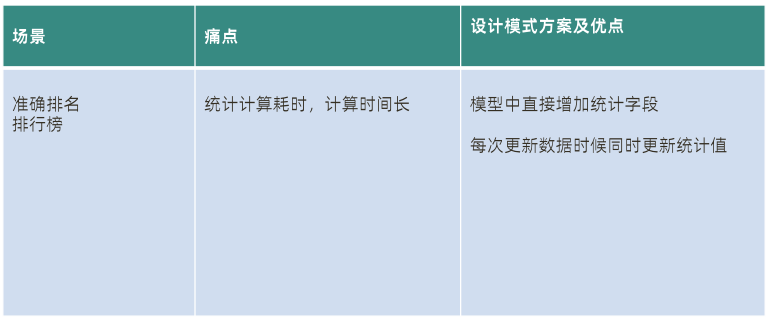 场景
痛点
设计模式方案及优点
准确排名
排行榜
统计计算耗时，计算时间长
模型中直接增加统计字段
每次更新数据时候同时更新统计值